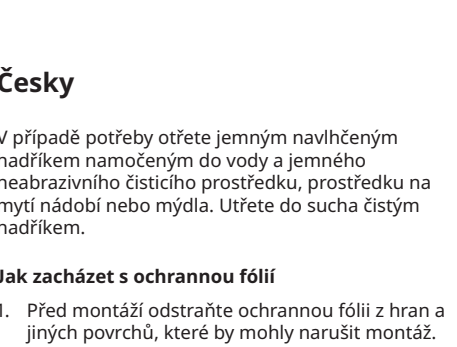 Česky
V případě potřeby otřete jemným navlhčeným
hadříkem namočeným do vody a jemného
neabrazivního čisticího prostředku, prostředku na
mytí nádobí nebo mýdla. Utřete do sucha čistým
hadříkem.
Jak zacházet s ochrannou fólií
1. Před montáží odstraňte ochrannou fólii z hran a
jiných povrchů, které by mohly narušit montáž.